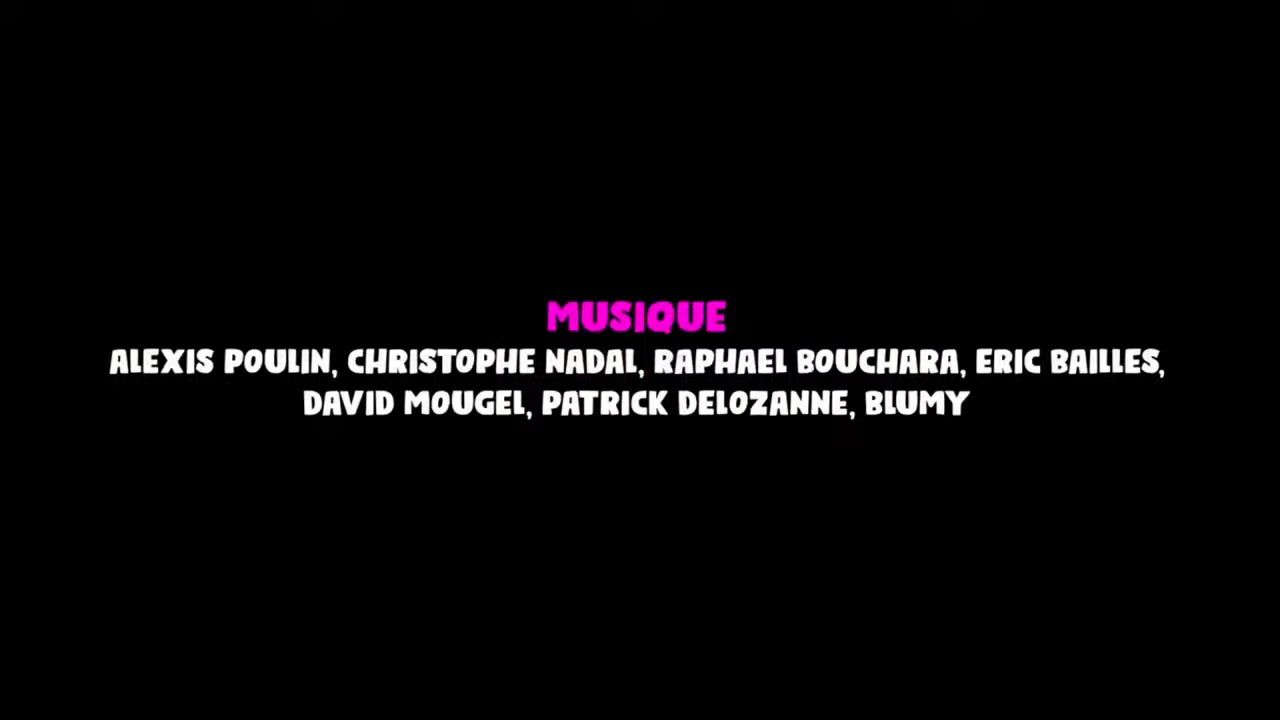 MUSIQUE
ALEXIS POULIN, CHRISTOPHE NADAL, RAPHAEL BOUCHARA, ERIC BAILLES,
DAVID MOUGEL, PATRICK DELOZANNE, BLUMY